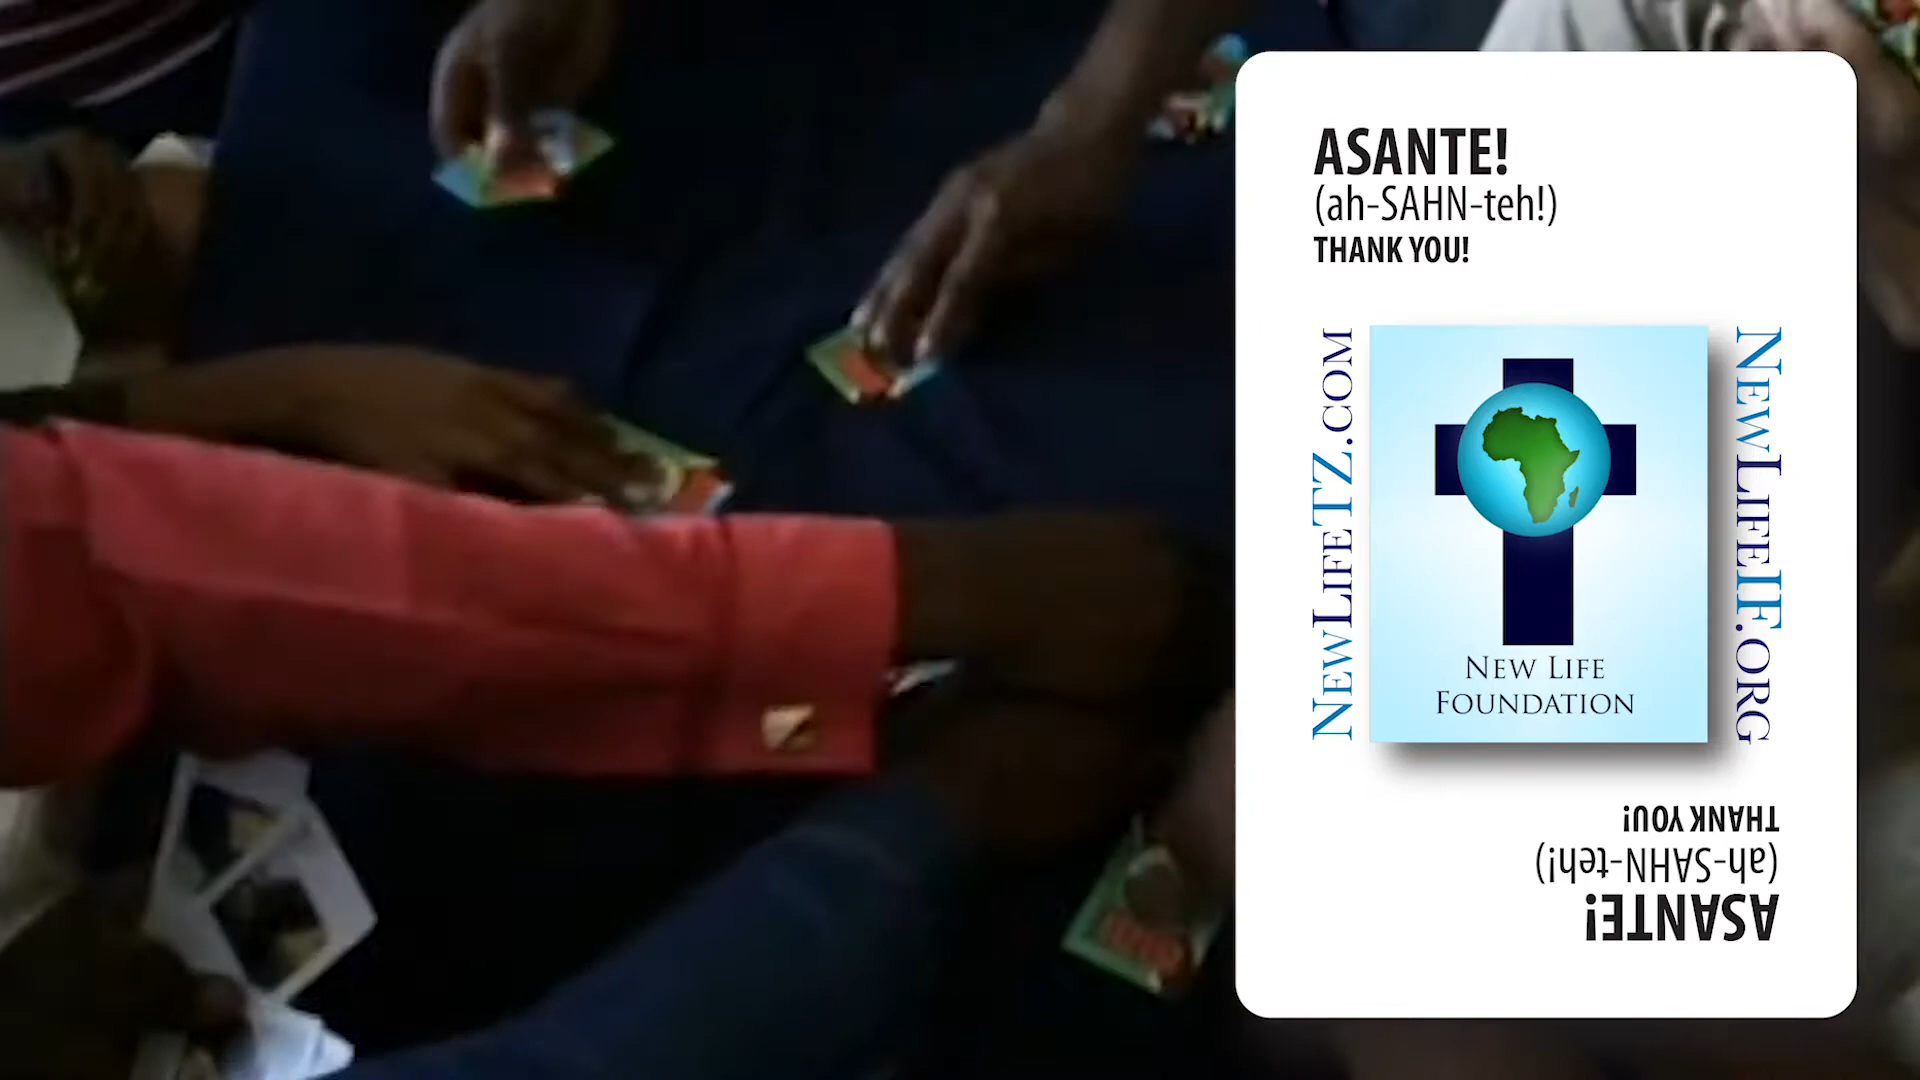 ASANTE!
(ah-SAHN-teh!)
THANK YOU!
NEWLIFETZ.COM
NEWLIFEIF.ORG
NEW LIFE
FOUNDATION
ASANTE!
(ah-SAHN-teh!)
THANK YOU!